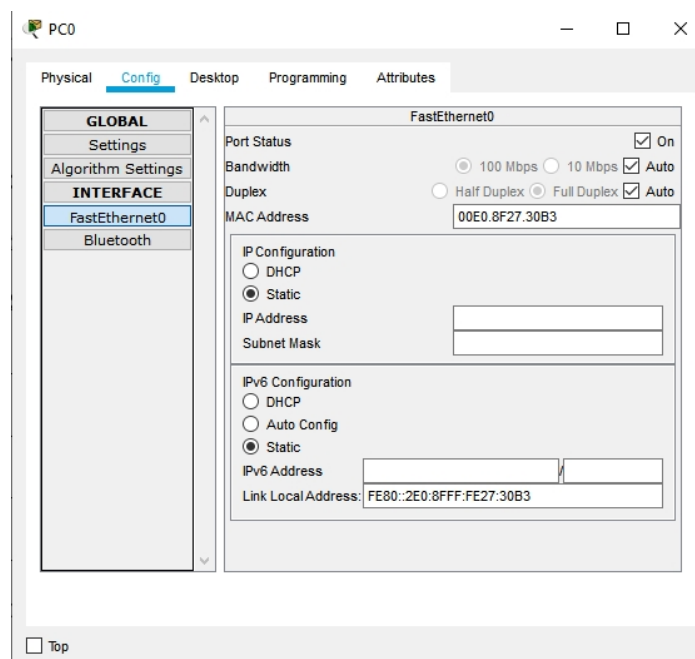 PC0
Physical Config Desktop Programming Attributes
GLOBAL
Settings
Algorithm Settings
INTERFACE
FastEthernet0
Bluetooth
FastEthernet0
Port Status On
Bandwidth 100 Mbps 10 Mbps Auto
Duplex Half Duplex Full Duplex Auto
MAC Address 00E0.8F27.30B3
IP Configuration
DHCP
Static
IP Address
Subnet Mask
IPv6 Configuration
DHCP
Auto Config
Static
IPv6 Address /
Link Local Address: FE80::2E0:8FFF:FE27:30B3
Top